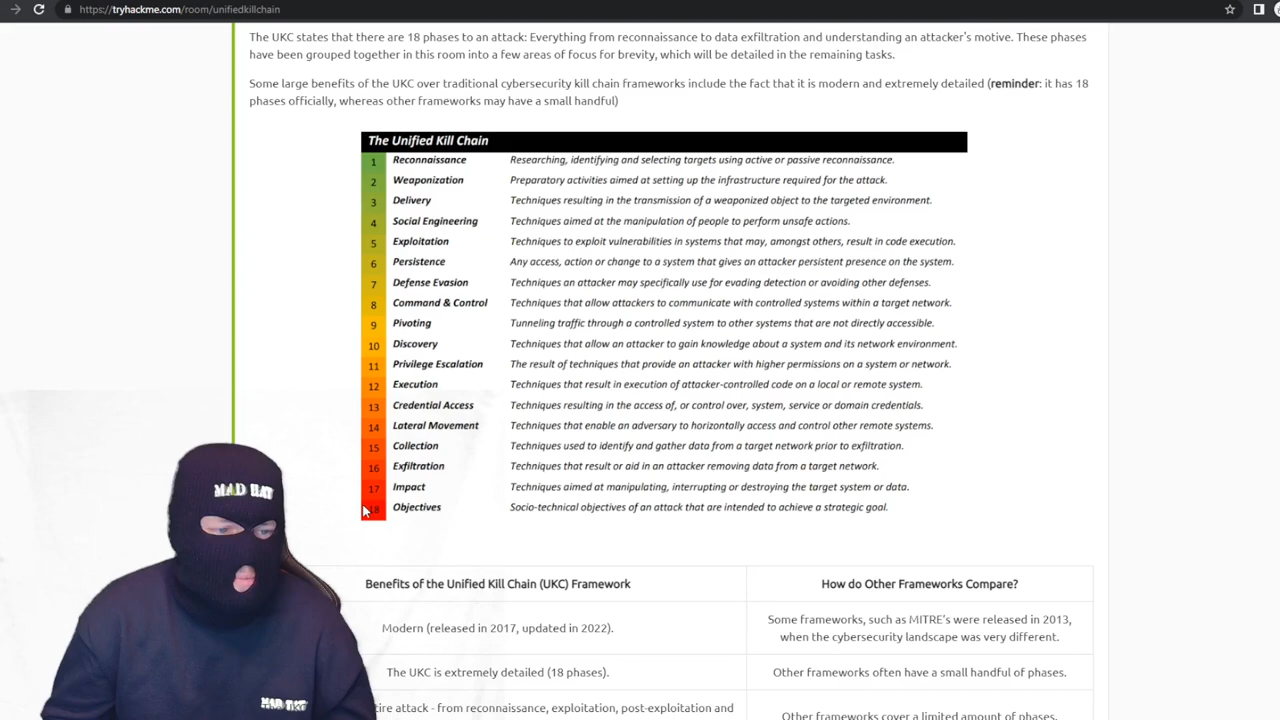 https://tryhackme.com/room/unifiedkillchain
The UKC states that there are 18 phases to an attack: Everything from reconnaissance to data exfiltration and understanding an attacker's motive. These phases
have been grouped together in this room into a few areas of focus for brevity, which will be detailed in the remaining tasks.
Some large benefits of the UKC over traditional cybersecurity kill chain frameworks include the fact that it is modern and extremely detailed (reminder: it has 18
phases officially, whereas other frameworks may have a small handful)
The Unified Kill Chain
1 Reconnaissance Researching, identifying and selecting targets using active or passive reconnaissance.
2 Weaponization Preparatory activities aimed at setting up the infrastructure required for the attack.
3 Delivery Techniques resulting in the transmission of a weaponized object to the targeted environment.
4 Social Engineering Techniques aimed at the manipulation of people to perform unsafe actions.
5 Exploitation Techniques to exploit vulnerabilities in systems that may, amongst others, result in code execution.
6 Persistence Any access, action or change to a system that gives an attacker persistent presence on the system.
7 Defense Evasion Techniques an attacker may specifically use for evading detection or avoiding other defenses.
8 Command & Control Techniques that allow attackers to communicate with controlled systems within a target network.
9 Pivoting Tunneling traffic through a controlled system to other systems that are not directly accessible.
10 Discovery Techniques that allow an attacker to gain knowledge about a system and its network environment.
11 Privilege Escalation The result of techniques that provide an attacker with higher permissions on a system or network.
12 Execution Techniques that result in execution of attacker-controlled code on a local or remote system.
13 Credential Access Techniques resulting in the access of, or control over, system, service or domain credentials.
14 Lateral Movement Techniques that enable an adversary to horizontally access and control other remote systems.
15 Collection Techniques used to identify and gather data from a target network prior to exfiltration.
16 Exfiltration Techniques that result or aid in an attacker removing data from a target network.
17 Impact Techniques aimed at manipulating, interrupting or destroying the target system or data.
18 Objectives Socio-technical objectives of an attack that are intended to achieve a strategic goal.
MAD HAT
Benefits of the Unified Kill Chain (UKC) Framework How do Other Frameworks Compare?
Modern (released in 2017, updated in 2022). Some frameworks, such as MITRE's were released in 2013,
when the cybersecurity landscape was very different.
The UKC is extremely detailed (18 phases). Other frameworks often have a small handful of phases.
attack - from reconnaissance, exploitation, post-exploitation and
Other frameworks cover a limited amount of phases.
MAD HAT